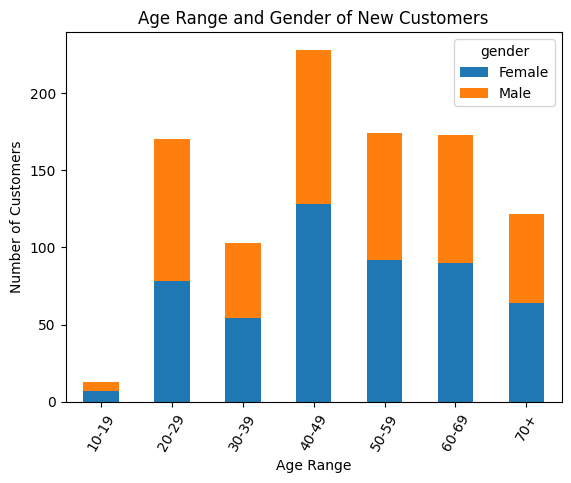 Age Range and Gender of New Customers
gender
Female
Male
Number of Customers
200
150
100
50
0
10-19
20-29
30-39
40-49
50-59
60-69
70+
Age Range